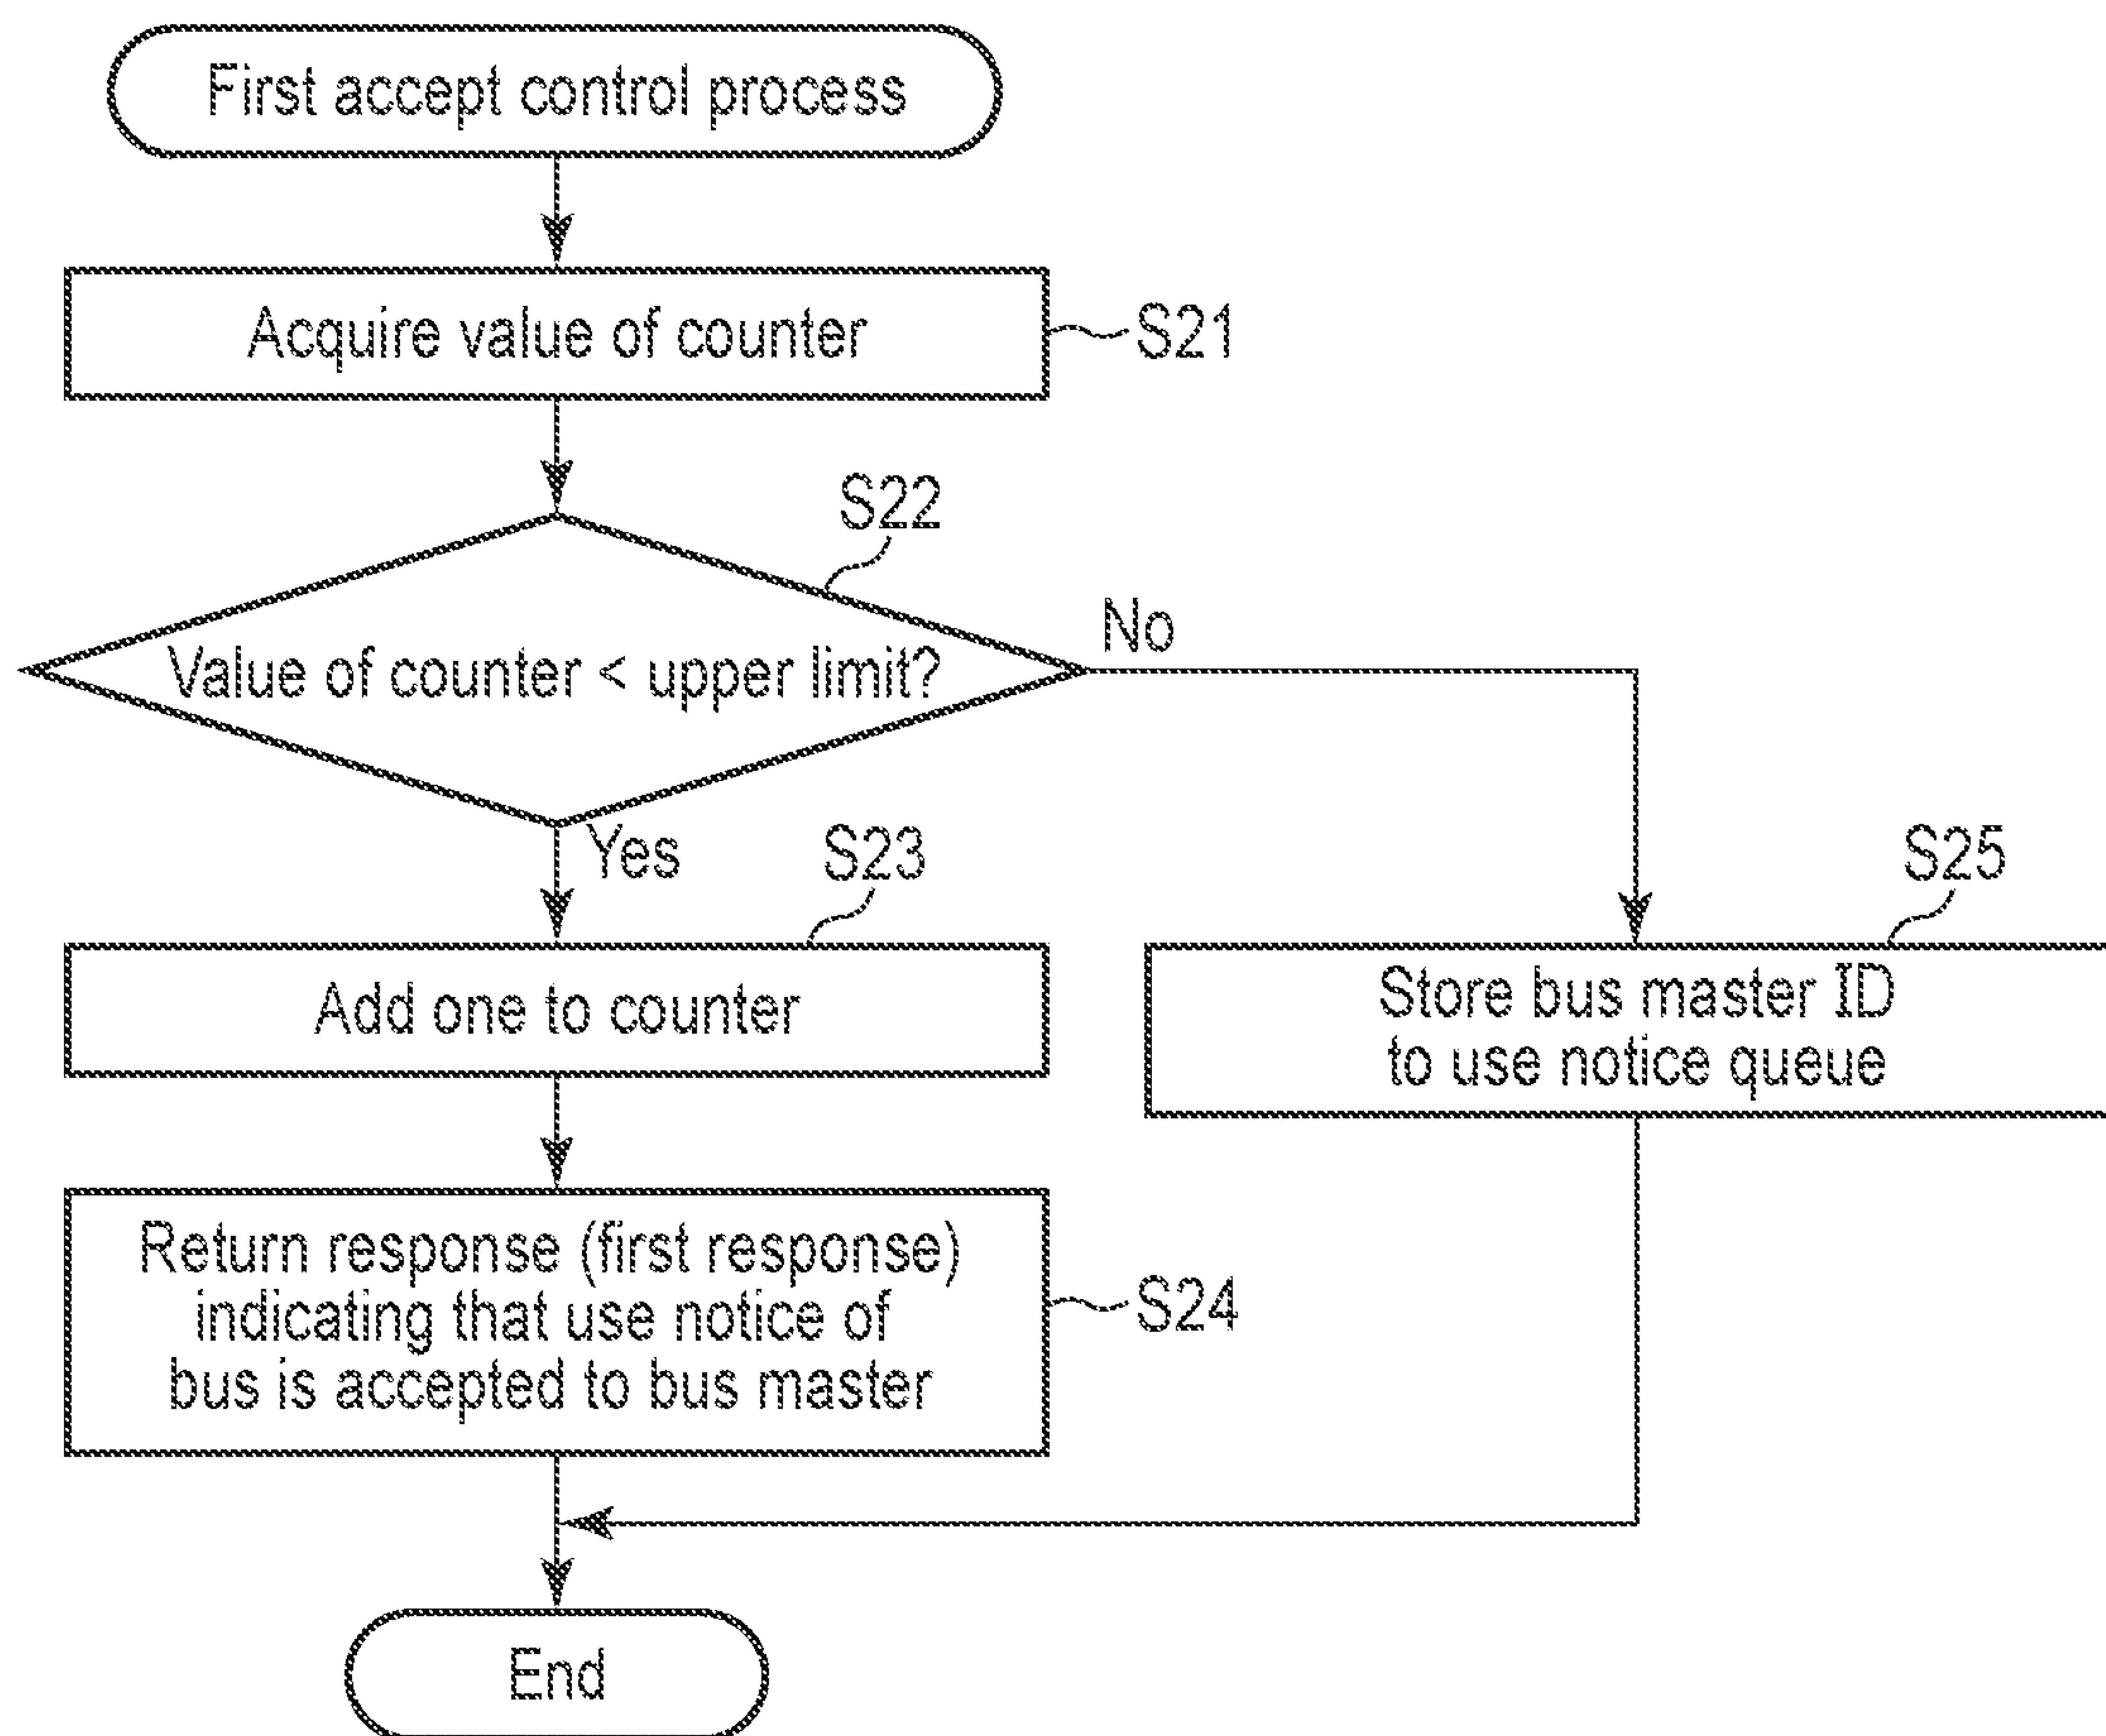 First accept control process
Acquire value of counter
S21
S22
Value of counter < upper limit?
No
Yes
S23
S25
Add one to counter
Store bus master ID
to use notice queue
Return response (first response)
indicating that use notice of
bus is accepted to bus master
S24
End